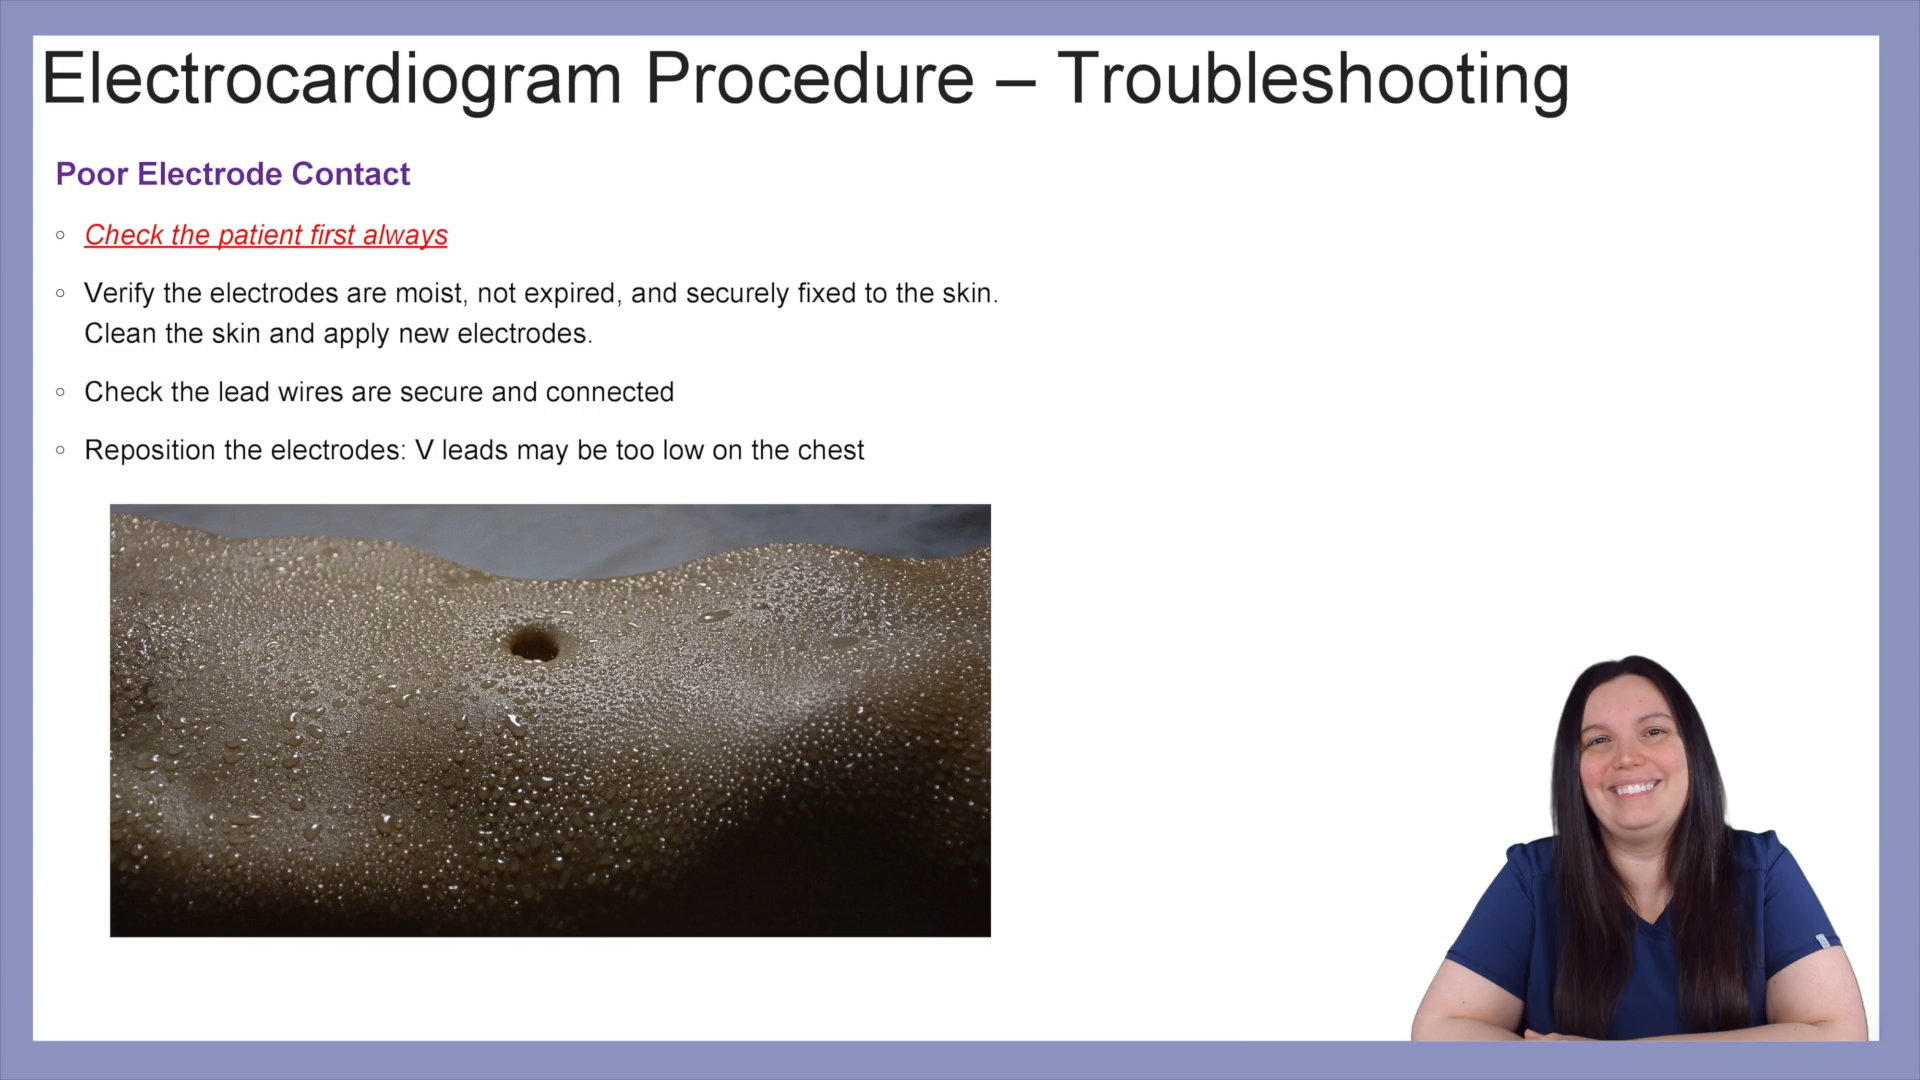 Electrocardiogram Procedure – Troubleshooting
Poor Electrode Contact
◦ Check the patient first always
◦ Verify the electrodes are moist, not expired, and securely fixed to the skin.
Clean the skin and apply new electrodes.
◦ Check the lead wires are secure and connected
◦ Reposition the electrodes: V leads may be too low on the chest